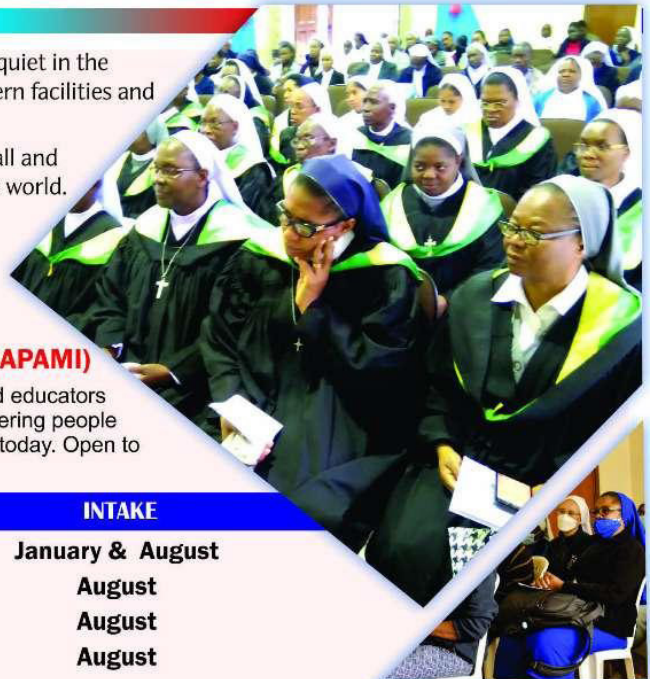 quiet in the
ern facilities and
all and
world.
APAMI)
d educators
ering people
today. Open to
INTAKE
January & August
August
August
August